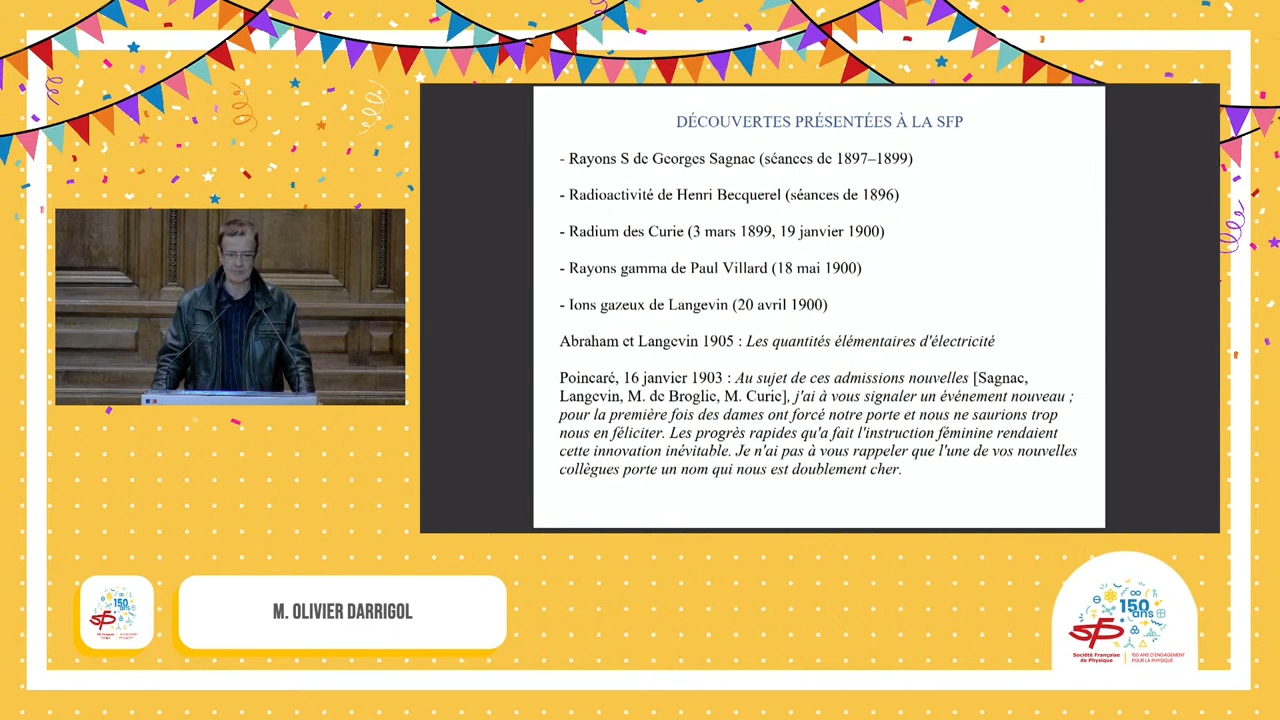 DÉCOUVERTES PRÉSENTÉES À LA SFP
- Rayons S de Georges Sagnac (séances de 1897–1899)
- Radioactivité de Henri Becquerel (séances de 1896)
- Radium des Curie (3 mars 1899, 19 janvier 1900)
- Rayons gamma de Paul Villard (18 mai 1900)
- Ions gazeux de Langevin (20 avril 1900)
Abraham et Langevin 1905 : Les quantités élémentaires d'électricité
Poincaré, 16 janvier 1903 : Au sujet de ces admissions nouvelles [Sagnac,
Langevin, M. de Broglie, M. Curie], j'ai à vous signaler un événement nouveau ;
pour la première fois des dames ont forcé notre porte et nous ne saurions trop
nous en féliciter. Les progrès rapides qu'a fait l'instruction féminine rendaient
cette innovation inévitable. Je n'ai pas à vous rappeler que l'une de vos nouvelles
collègues porte un nom qui nous est doublement cher.
150
ans
sfp
M. OLIVIER DARRIGOL
150
ans
sfp
Société Française
de Physique
150 ANS D'ENGAGEMENT
POUR LA PHYSIQUE